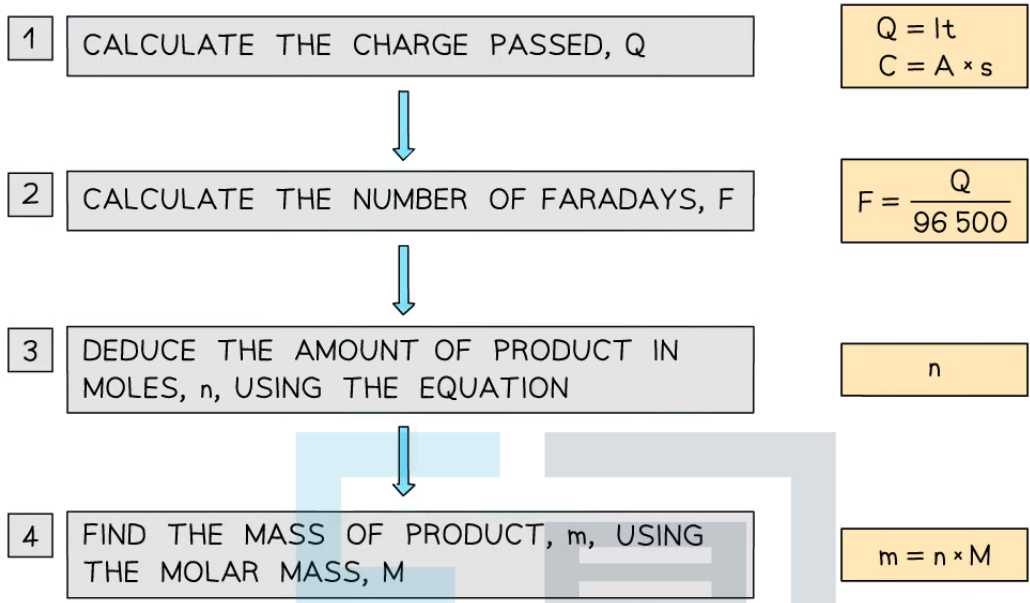 1
CALCULATE THE CHARGE PASSED, Q
Q = It
C = A × s
2
CALCULATE THE NUMBER OF FARADAYS, F
F = Q
96 500
3
DEDUCE THE AMOUNT OF PRODUCT IN
MOLES, n, USING THE EQUATION
n
4
FIND THE MASS OF PRODUCT, m, USING
THE MOLAR MASS, M
m = n × M